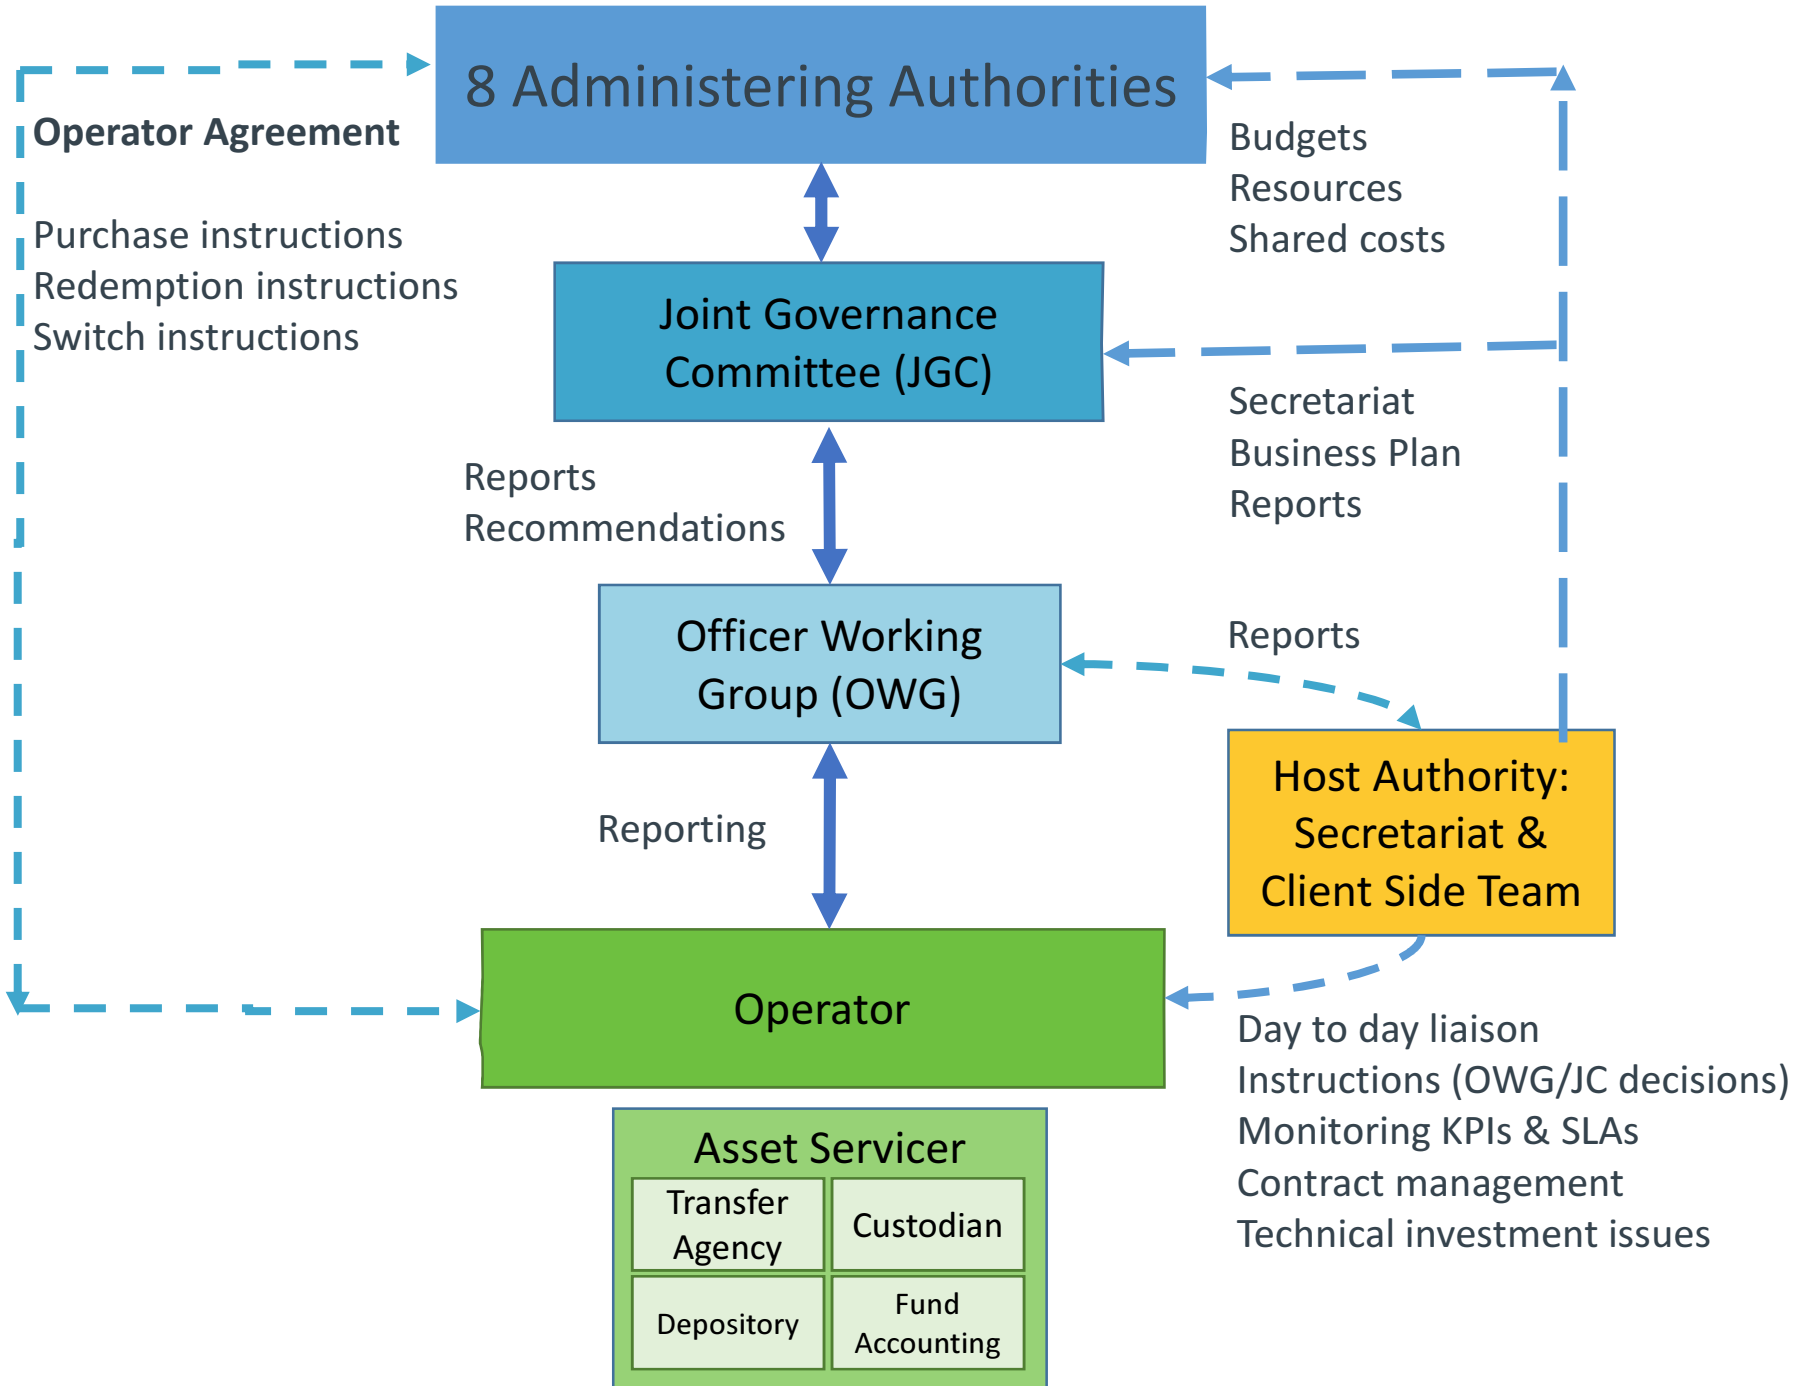 8 Administering Authorities
Operator Agreement
Purchase instructions
Redemption instructions
Switch instructions
Budgets
Resources
Shared costs
Joint Governance
Committee (JGC)
Secretariat
Business Plan
Reports
Reports
Recommendations
Officer Working
Group (OWG)
Reports
Host Authority:
Secretariat &
Client Side Team
Reporting
Operator
Day to day liaison
Instructions (OWG/JC decisions)
Monitoring KPIs & SLAs
Contract management
Technical investment issues
Asset Servicer
Transfer
Agency
Custodian
Depository
Fund
Accounting